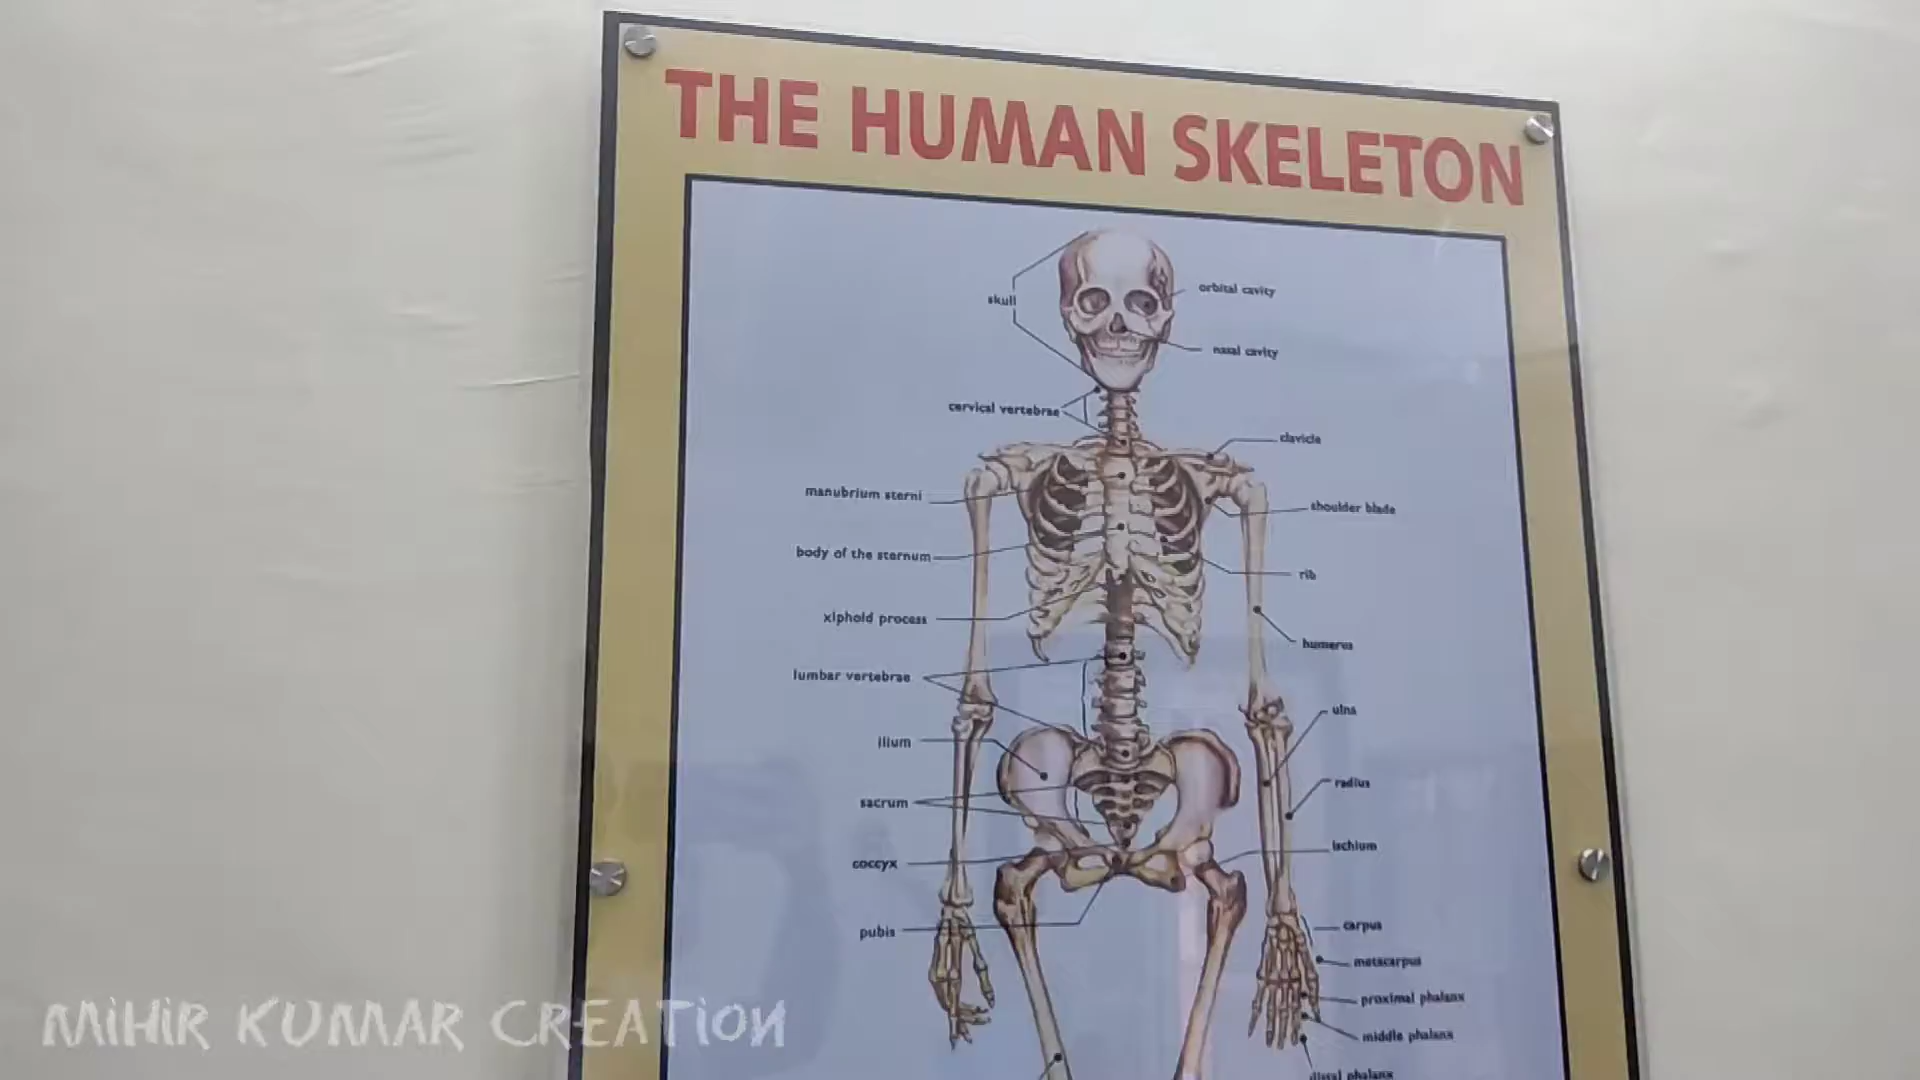 THE HUMAN SKELETON
skull
orbital cavity
nasal cavity
cervical vertebrae
clavicle
manubrium sterni
shoulder blade
body of the sternum
rib
xiphoid process
humerus
lumbar vertebrae
ulna
ilium
radius
sacrum
ischium
coccyx
carpus
pubis
metacarpus
proximal phalanx
middle phalanx
distal phalanx
MiHiR KUMAR CREATiON